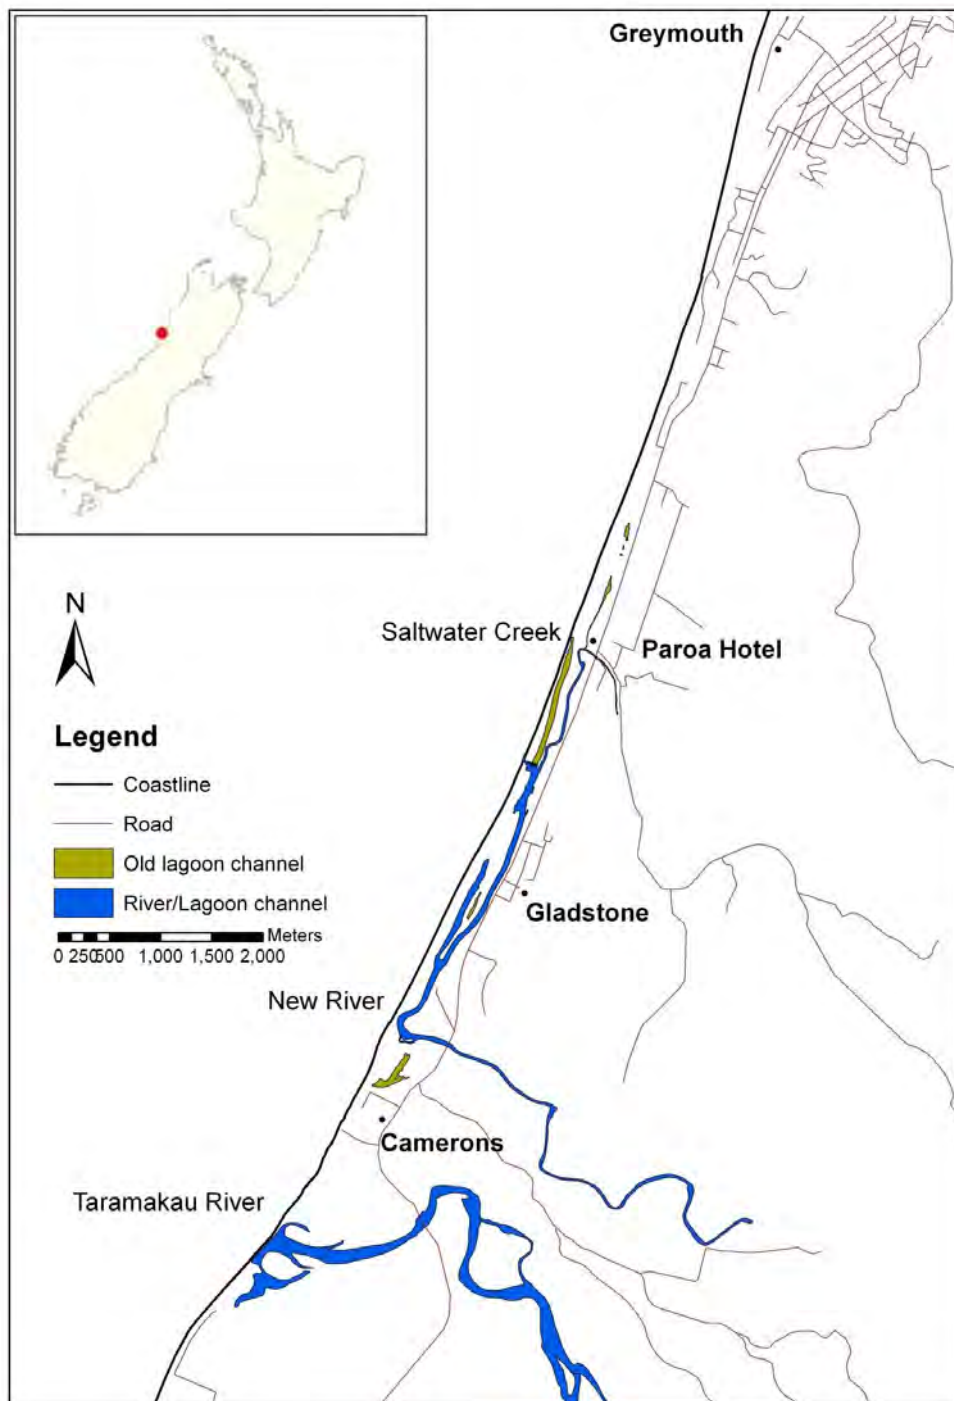 Greymouth
Saltwater Creek
Paroa Hotel
N
Legend
Coastline
Road
Old lagoon channel
River/Lagoon channel
Meters
0 250500 1,000 1,500 2,000
Gladstone
New River
Camerons
Taramakau River